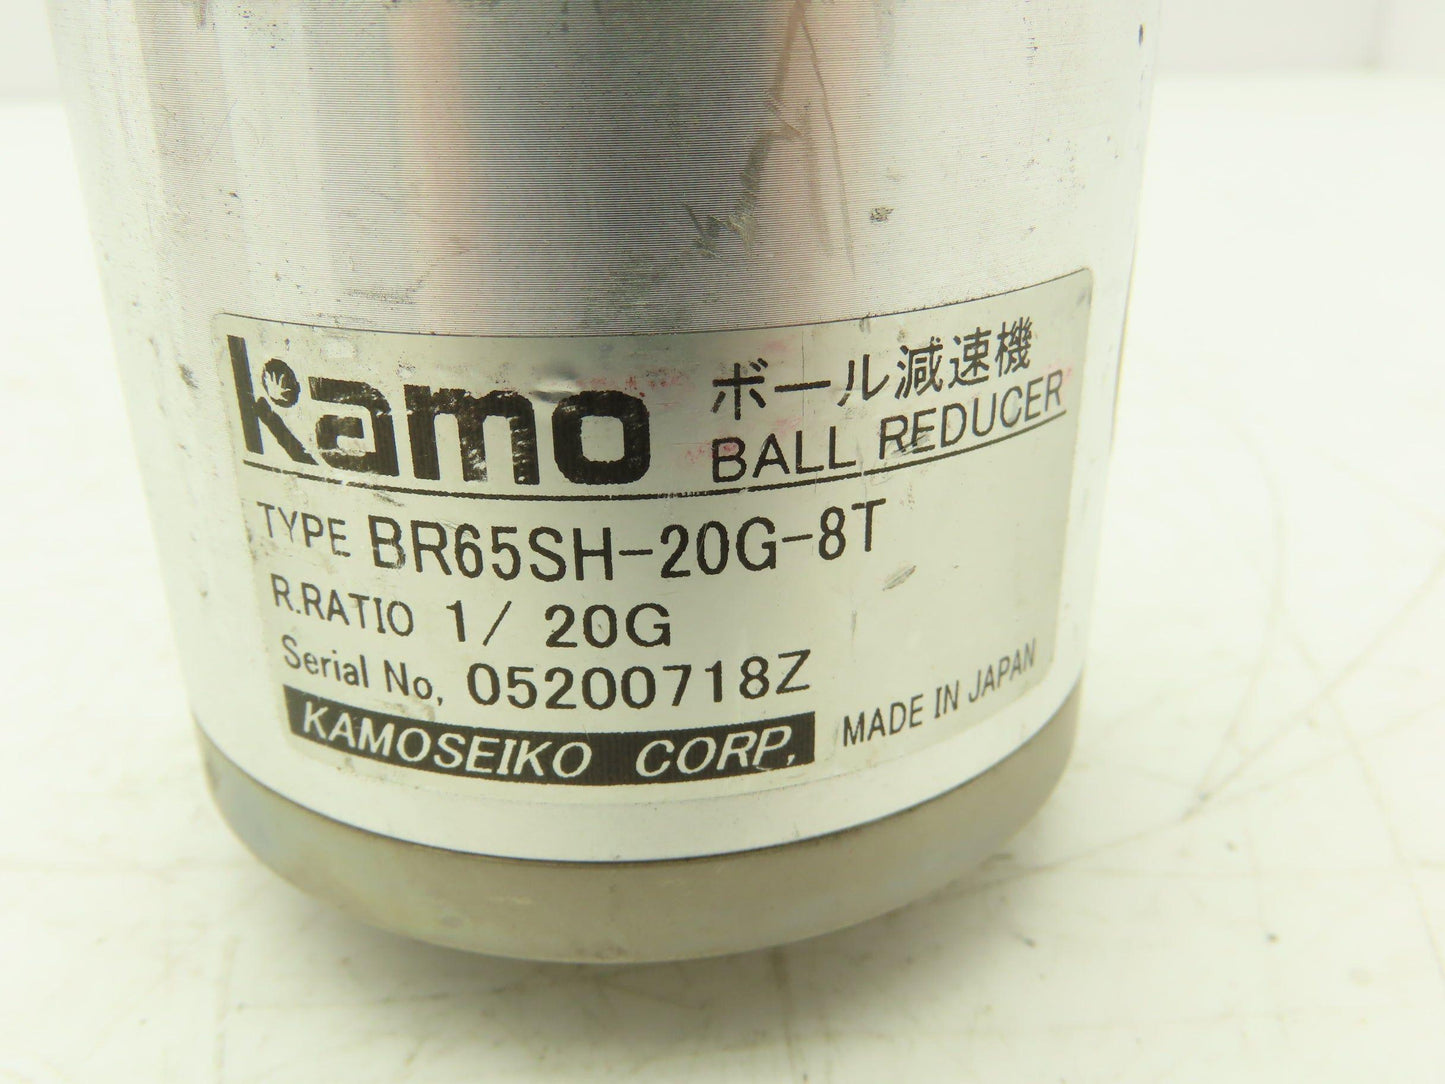 kamo ボール減速機
BALL REDUCER
TYPE BR65SH-20G-8T
R.RATIO 1/ 20G
Serial No. 05200718Z
KAMOSEIKO CORP. MADE IN JAPAN